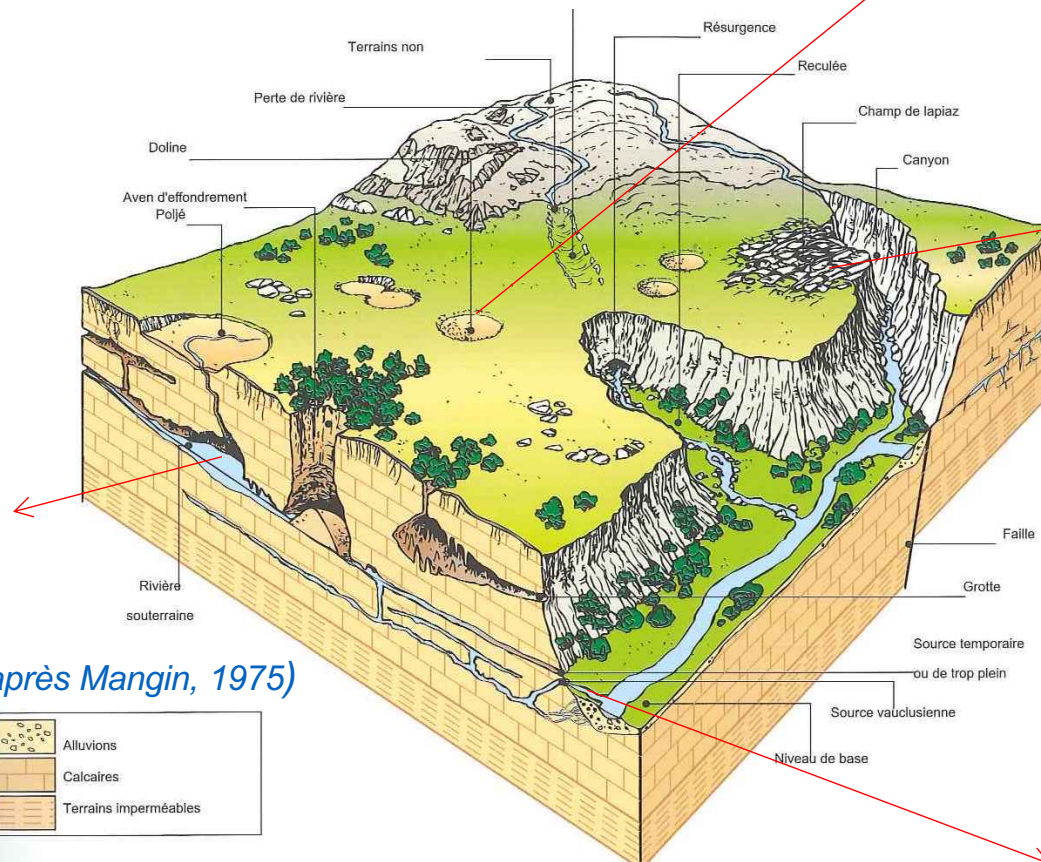 Résurgence
Terrains non
Reculée
Perte de rivière
Champ de lapiaz
Doline
Canyon
Aven d'effondrement
Poljé
Faille
Rivière
souterraine
Grotte
Source temporaire
ou de trop plein
Source vauclusienne
Niveau de base
après Mangin, 1975)
Alluvions
Calcaires
Terrains imperméables